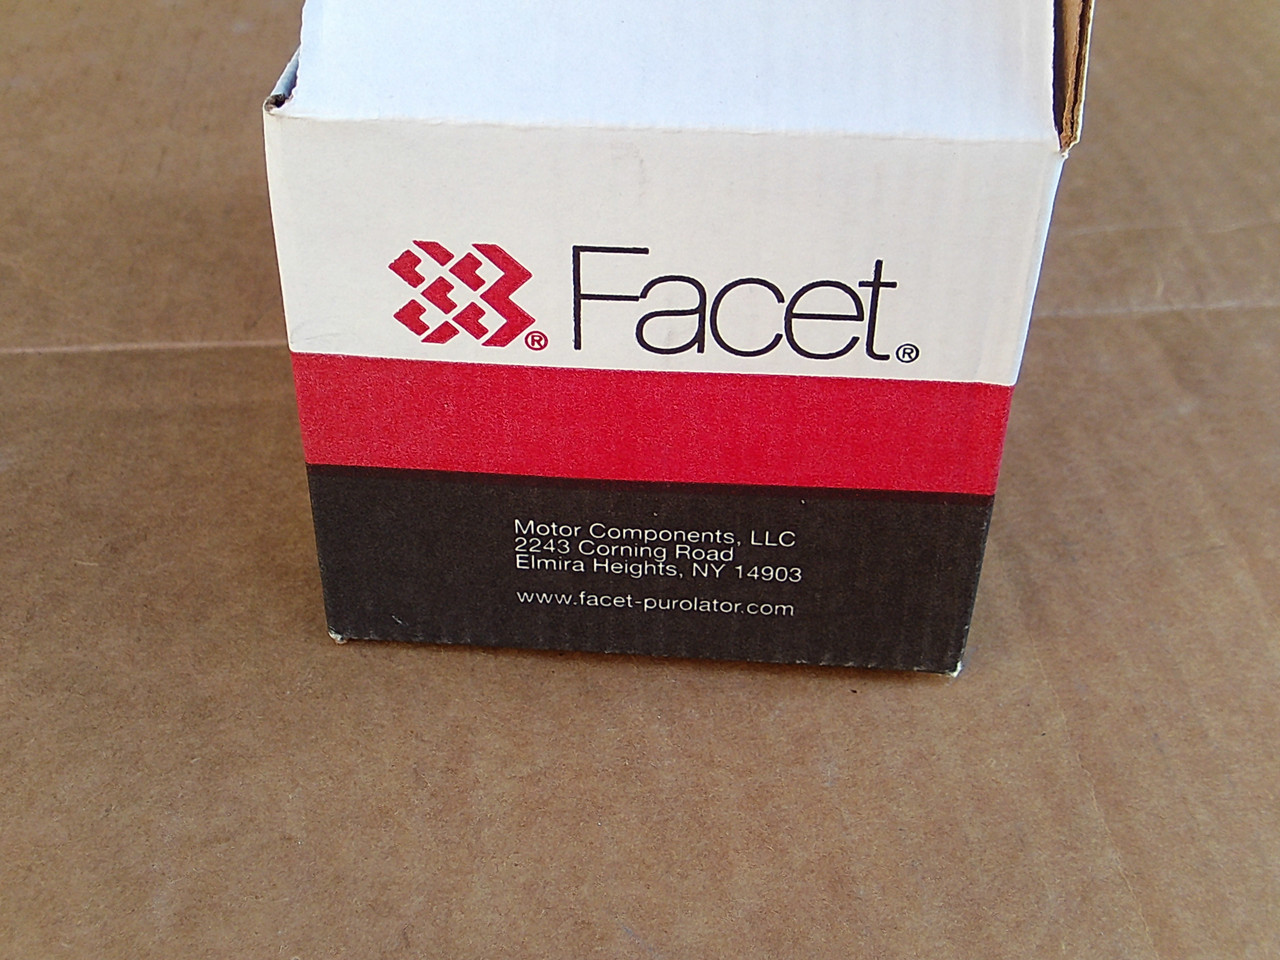 ® Facet®
Motor Components, LLC
2243 Corning Road
Elmira Heights, NY 14903
www.facet-purolator.com